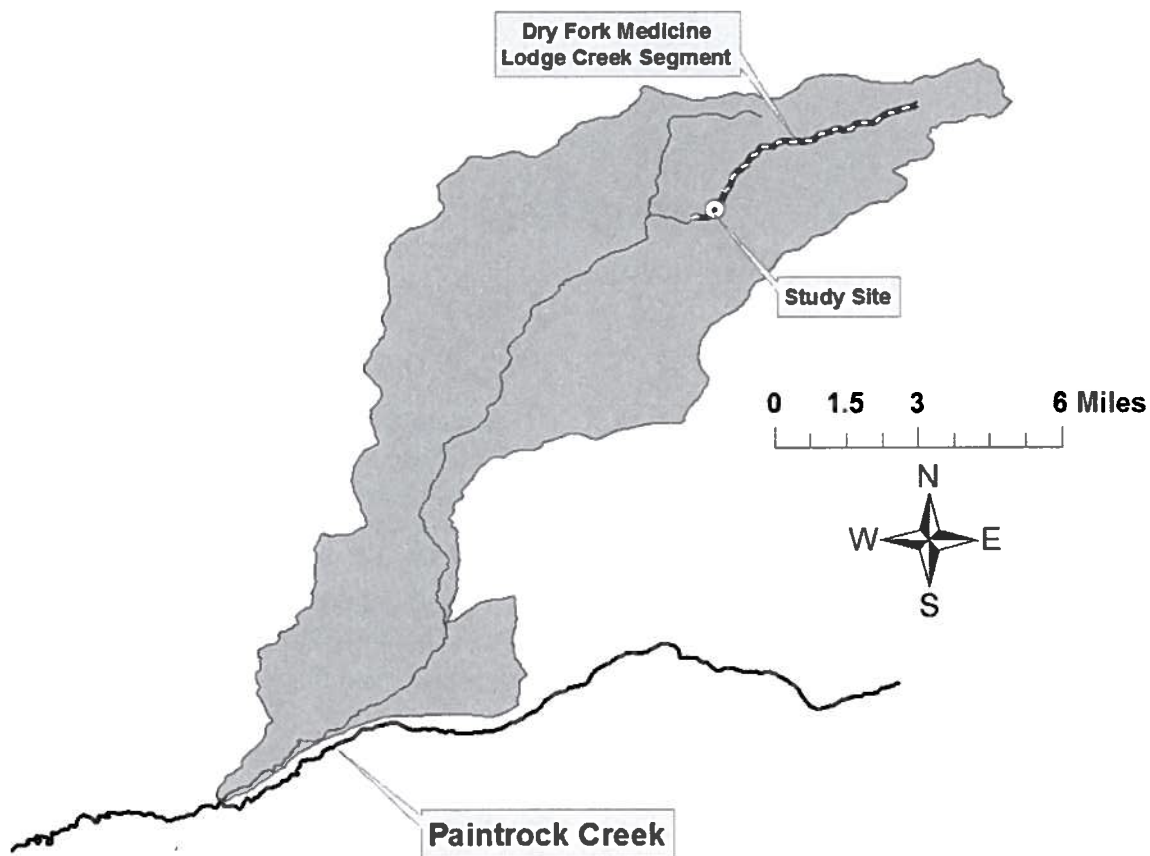 Dry Fork Medicine
Lodge Creek Segment
Study Site
0 1.5 3 6 Miles
N
W E
S
Paintrock Creek